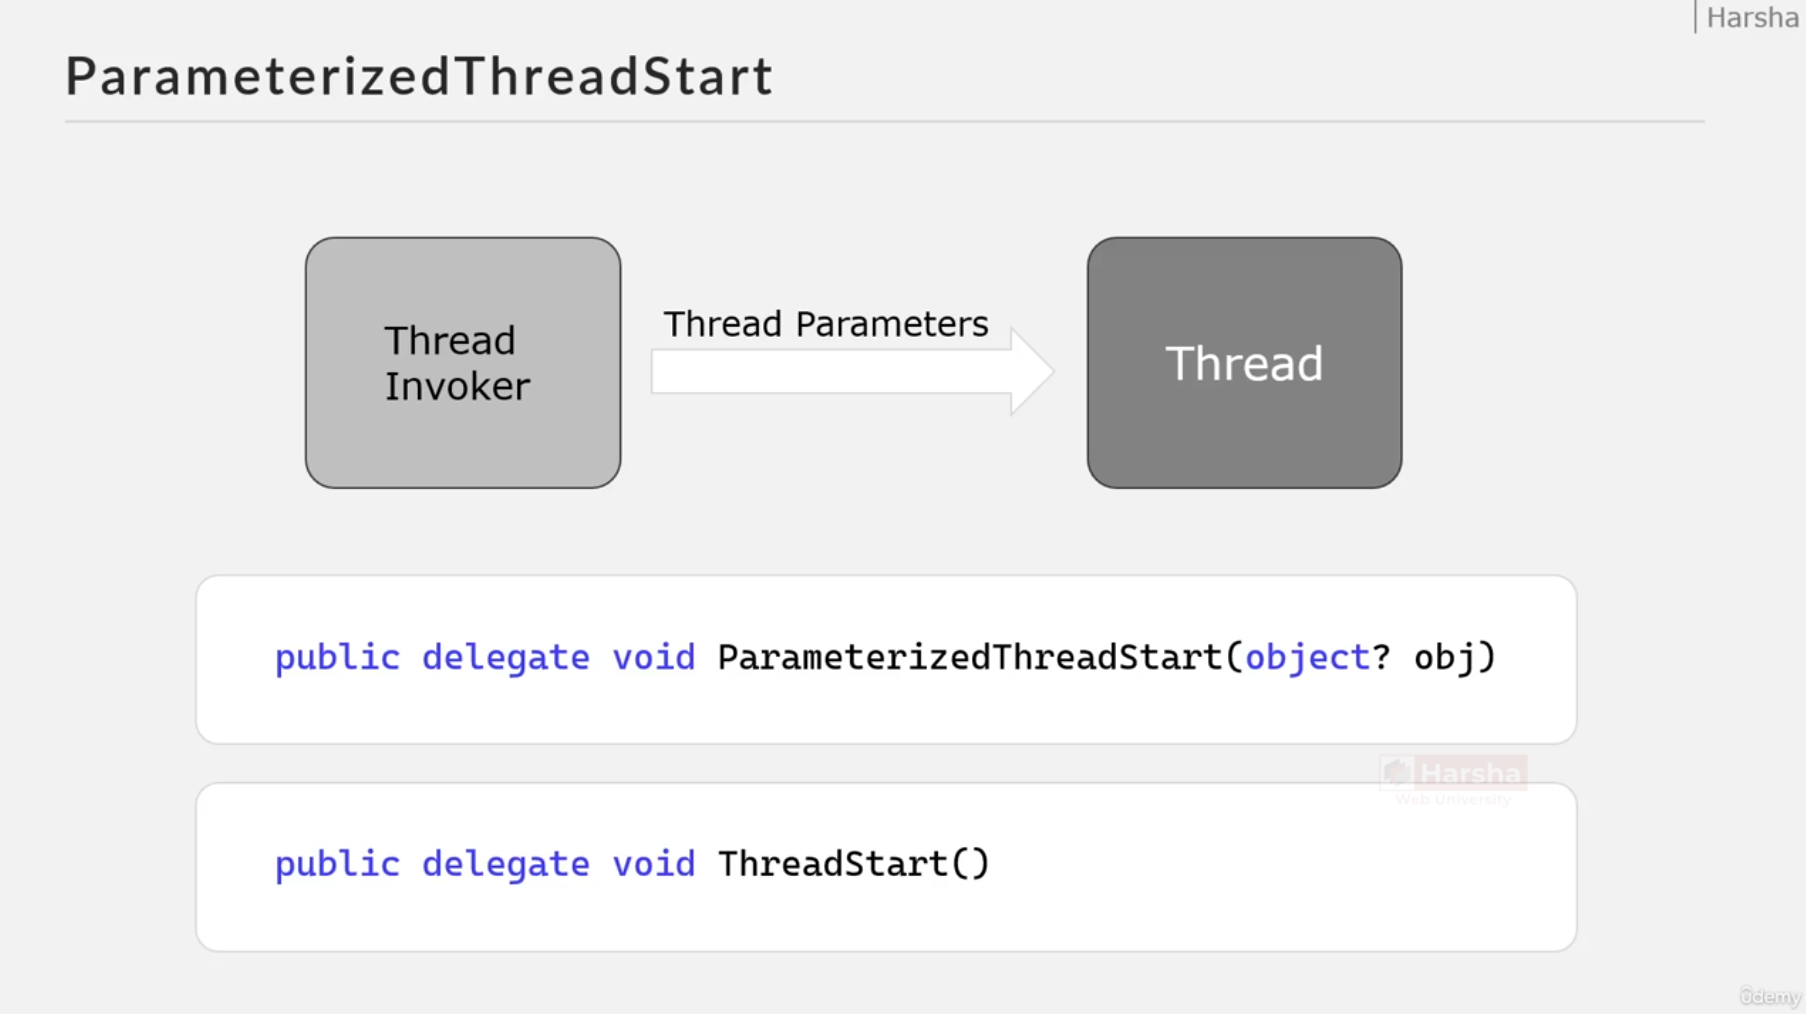 Harsha
ParameterizedThreadStart
Thread
Invoker
Thread Parameters
Thread
public delegate void ParameterizedThreadStart(object? obj)
Harsha
Web University
public delegate void ThreadStart()
ûdemy